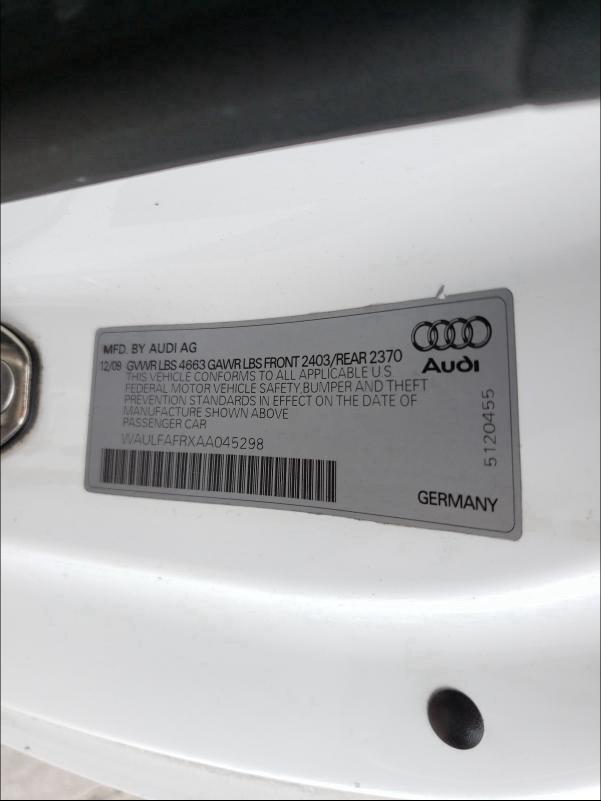 MFD. BY AUDI AG
12/09 GVWR LBS 4663 GAWR LBS FRONT 2403/REAR 2370
THIS VEHICLE CONFORMS TO ALL APPLICABLE U.S.
FEDERAL MOTOR VEHICLE SAFETY, BUMPER AND THEFT
PREVENTION STANDARDS IN EFFECT ON THE DATE OF
MANUFACTURE SHOWN ABOVE
PASSENGER CAR
WAULFAFRXAA045298
Audi
5120455
GERMANY